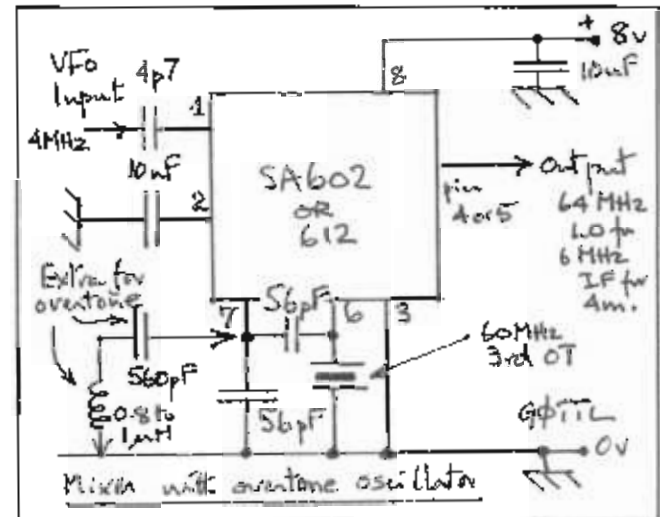 +
8v
10nF
VFO
Input
4MHz
4p7
1
8
10nF
2
SA602
OR
612
pin
4 or 5
Output
64 MHz
L.O for
6 MHz
IF for
4m.
Extra for
overtone
560pF
0.8 to
1µH
7
56pF
6
3
56pF
60MHz
3rd OT
GØTTL
0v
Mixer with overtone oscillator